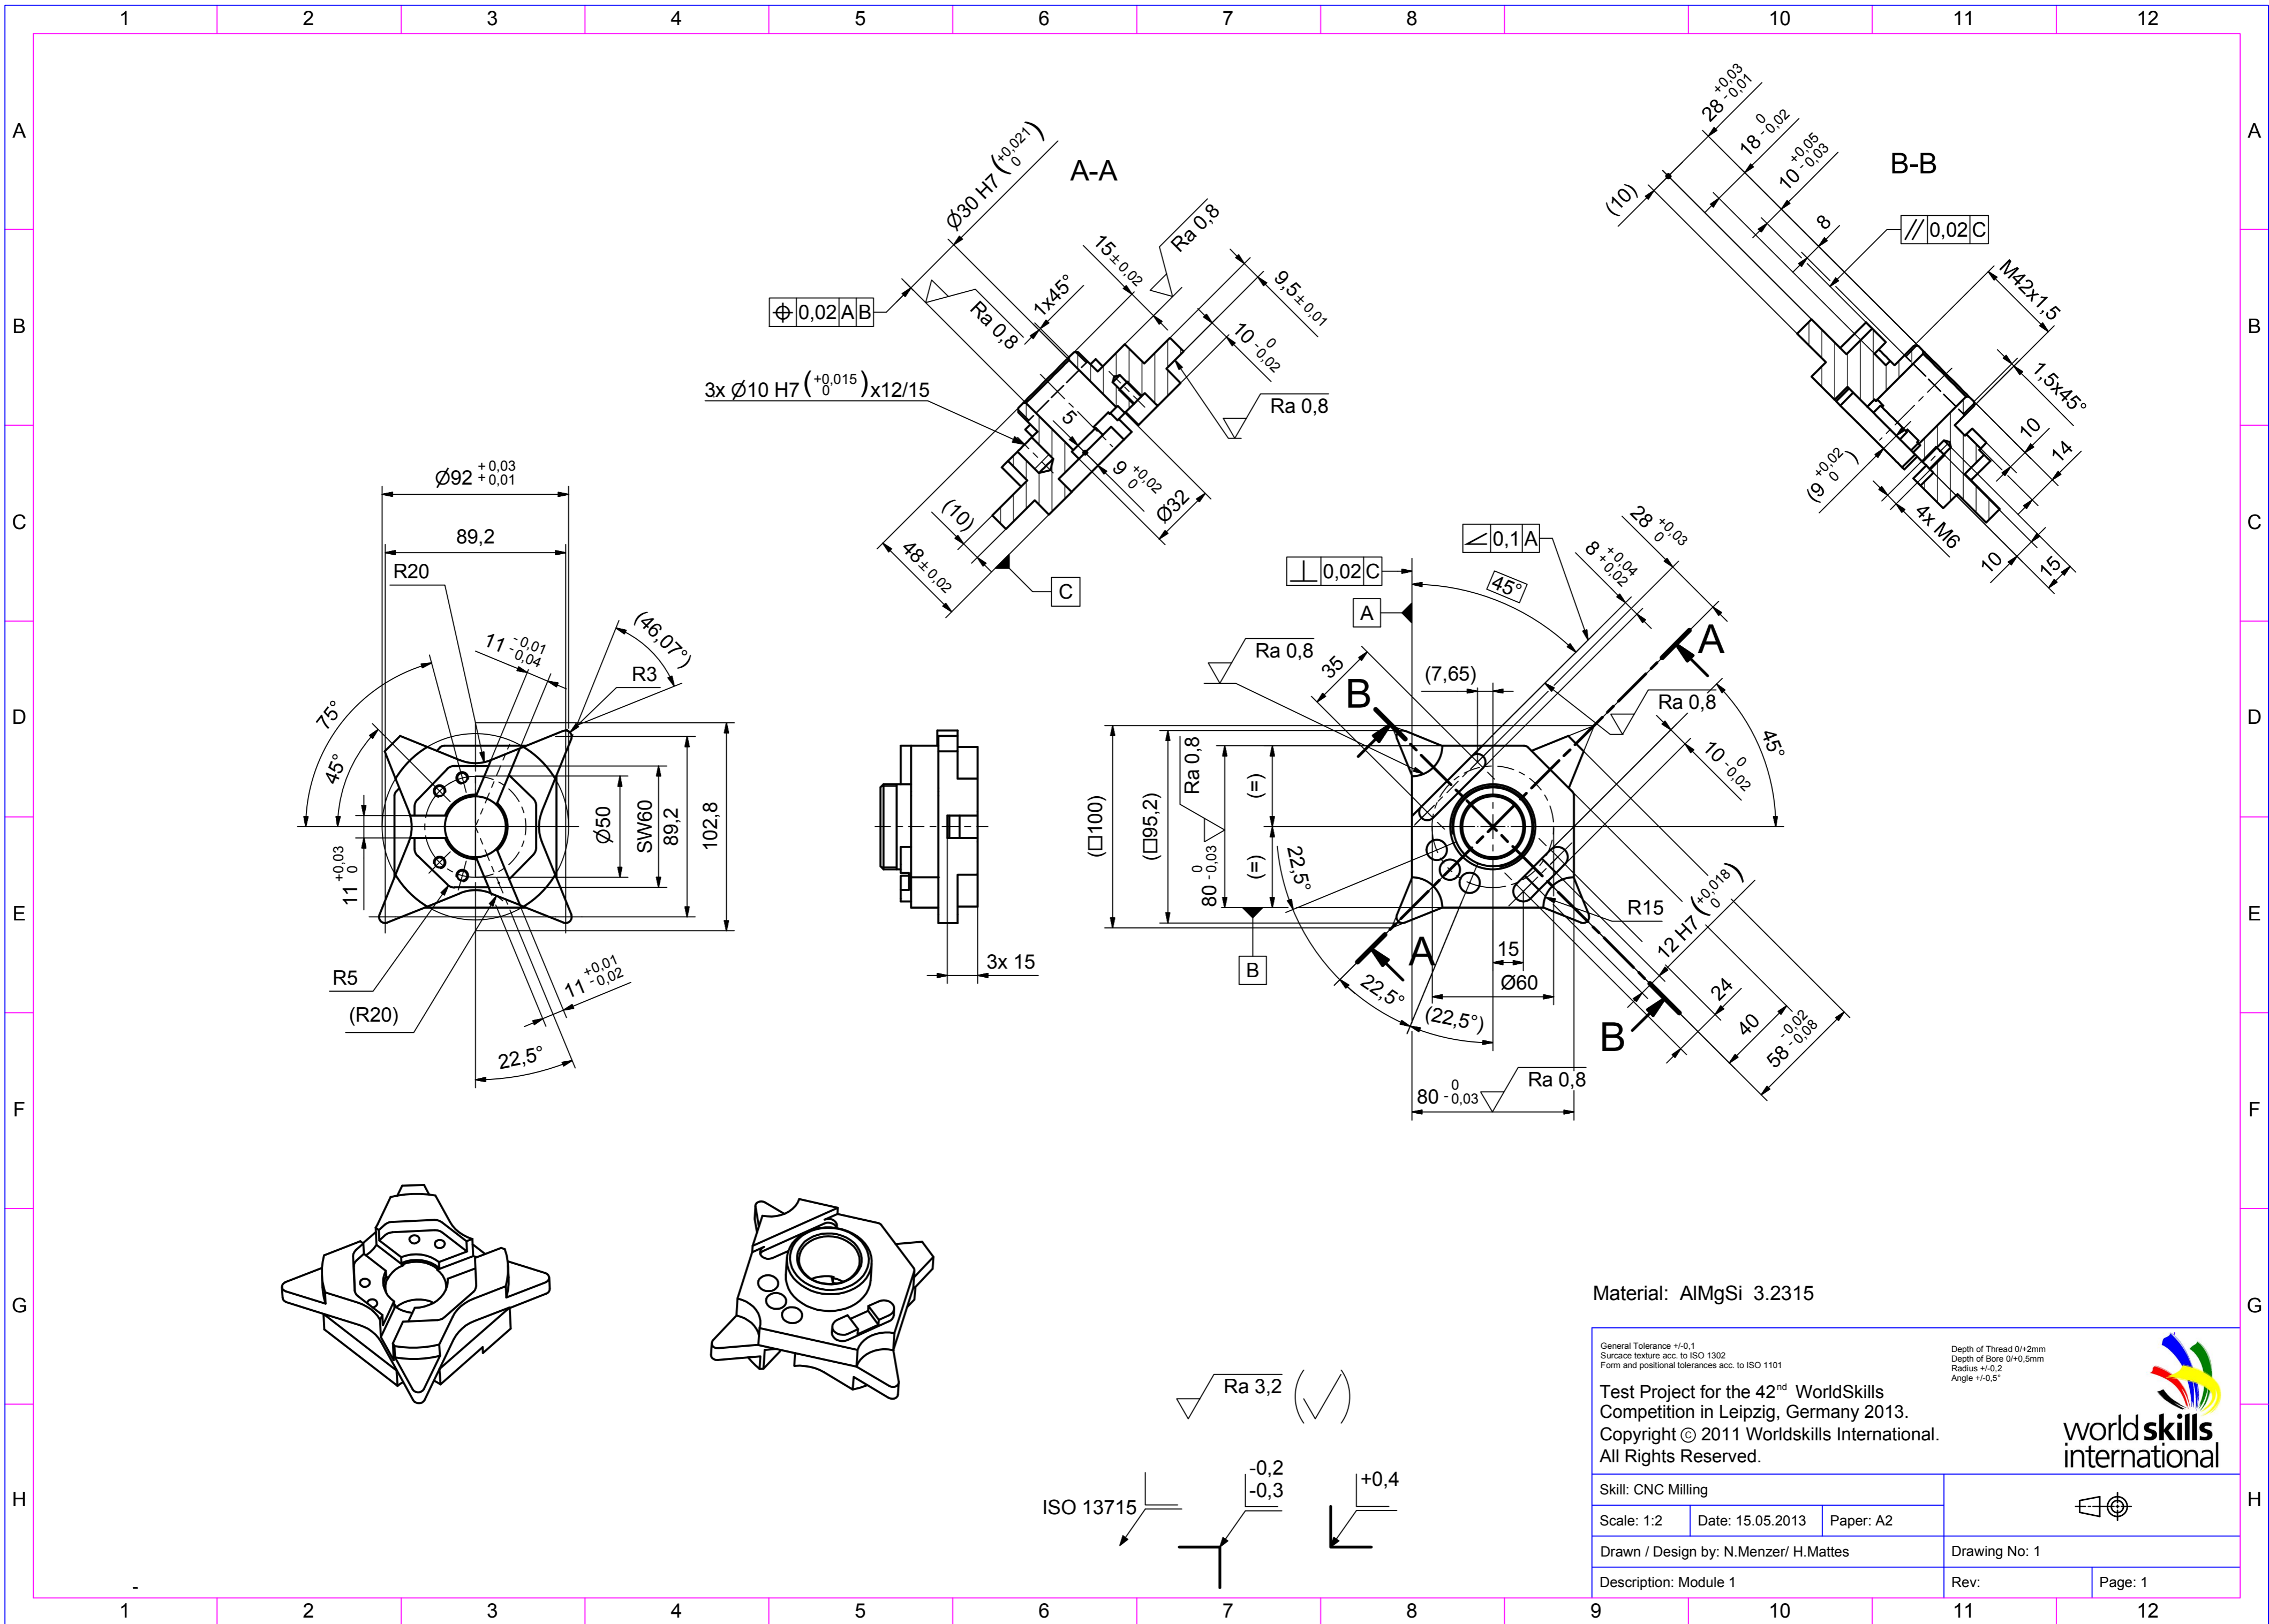 1 2 3 4 5 6 7 8 10 11 12
A
B
C
D
E
F
G
H
A-A
Ø30 H7 (+0,021 0)
⌖ 0,02 A B
Ra 0,8
1x45°
15±0,02
Ra 0,8
9,5±0,01
10 0 -0,02
Ra 0,8
3x Ø10 H7 (+0,015 0)x12/15
5
9 +0,02 0
Ø32
(10)
48±0,02
C
B-B
28 +0,03 -0,01
18 0 -0,02
10 +0,05 -0,03
8
(10)
// 0,02 C
M42x1,5
1,5x45°
10
14
(9 +0,02 0)
4x M6
10
15
Ø92 +0,03 +0,01
89,2
R20
11 -0,01 -0,04
(46,07°)
R3
75°
45°
11 +0,03 0
Ø50
SW60
89,2
102,8
R5
(R20)
11 +0,01 -0,02
22,5°
3x 15
⊥ 0,02 C
A
∠ 0,1 A
45°
28 +0,03 0
8 +0,04 +0,02
Ra 0,8
35
(7,65)
A
B
Ra 0,8
45°
10 0 -0,02
(□100)
(□95,2)
Ra 0,8
80 0 -0,03
(=)
(=)
B
22,5°
22,5°
(22,5°)
A
15
Ø60
R15
12 H7 (+0,018 0)
24
40
58 -0,02 -0,08
B
80 0 -0,03
Ra 0,8
Ra 3,2 (√)
ISO 13715
-0,2
-0,3
+0,4
Material: AlMgSi 3.2315
General Tolerance +/-0,1
Surcace texture acc. to ISO 1302
Form and positional tolerances acc. to ISO 1101
Depth of Thread 0/+2mm
Depth of Bore 0/+0,5mm
Radius +/-0,2
Angle +/-0,5°
Test Project for the 42nd WorldSkills
Competition in Leipzig, Germany 2013.
Copyright © 2011 Worldskills International.
All Rights Reserved.
worldskills
international
Skill: CNC Milling
Scale: 1:2 Date: 15.05.2013 Paper: A2
Drawn / Design by: N.Menzer/ H.Mattes Drawing No: 1
Description: Module 1 Rev: Page: 1
-
A
B
C
D
E
F
G
H
1 2 3 4 5 6 7 8 9 10 11 12